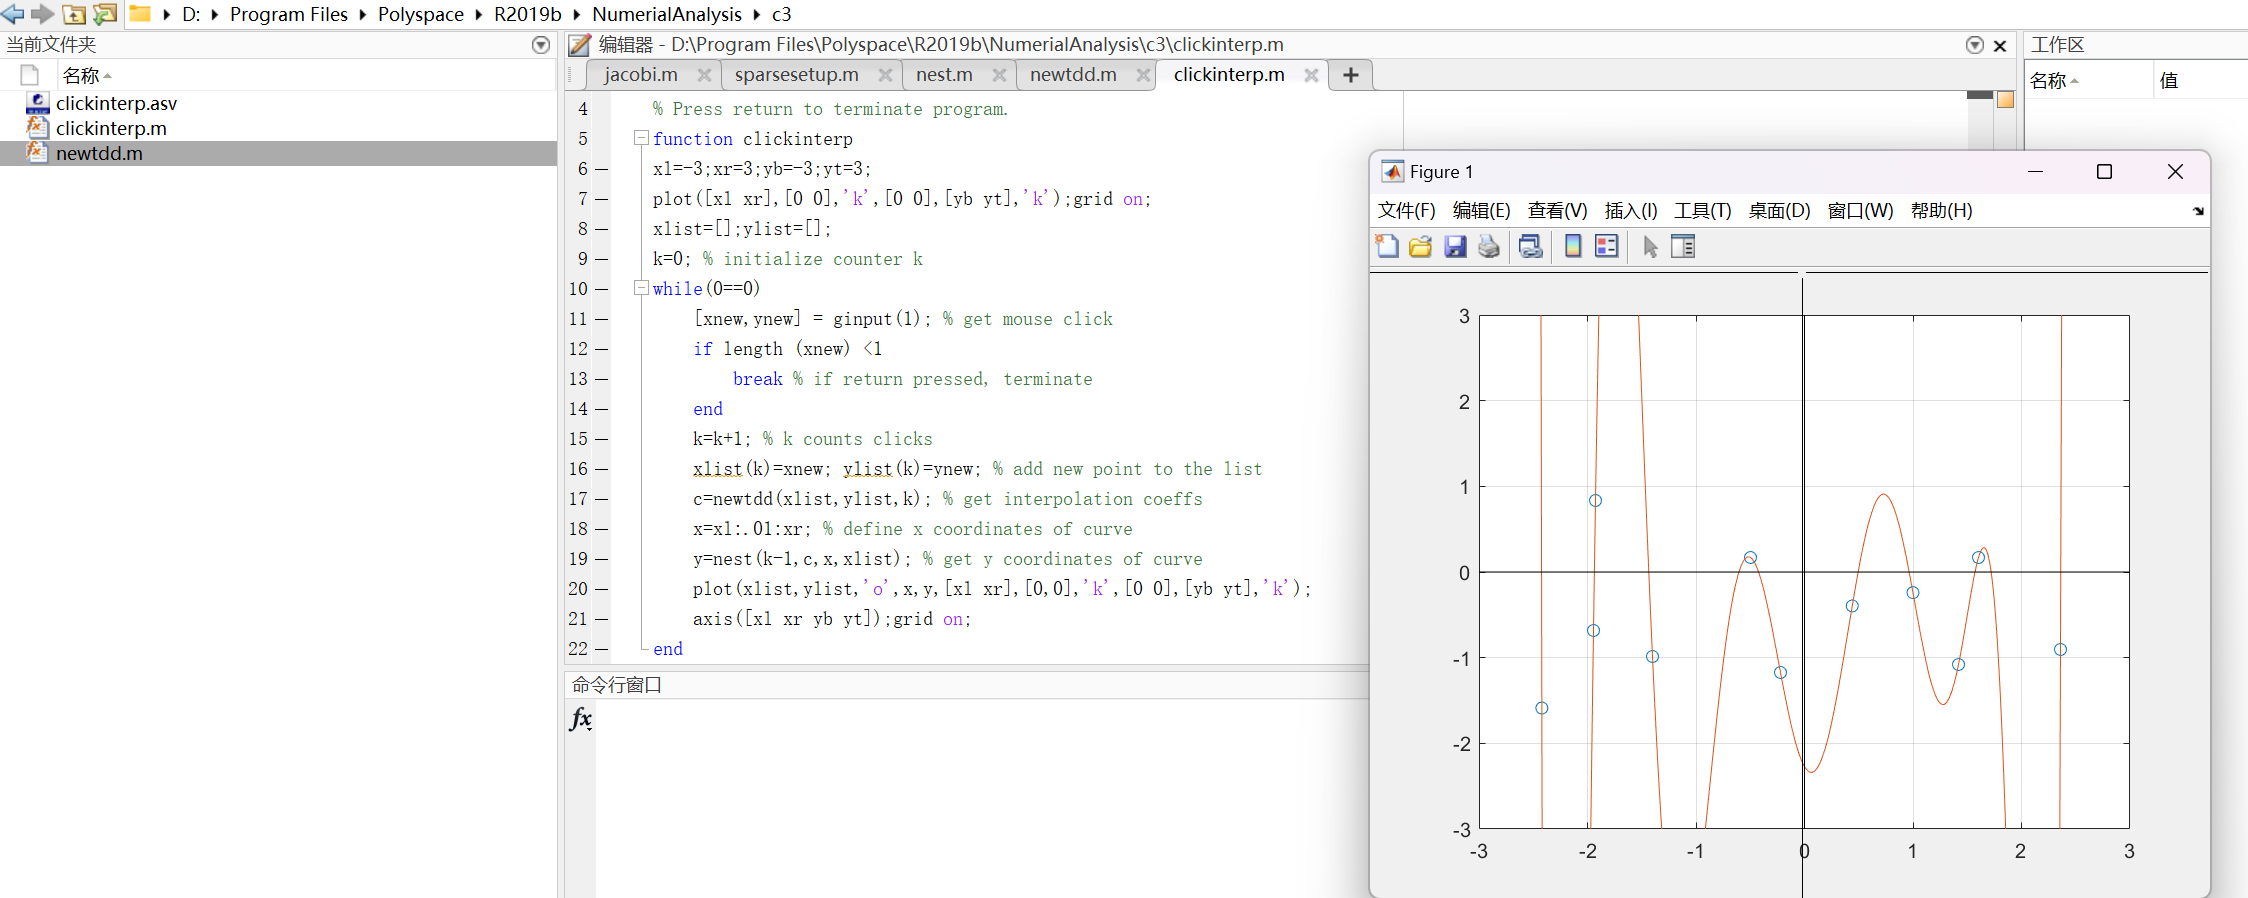 D: Program Files Polyspace R2019b NumerialAnalysis c3
当前文件夹
名称
clickinterp.asv
clickinterp.m
newtdd.m
编辑器 - D:\Program Files\Polyspace\R2019b\NumerialAnalysis\c3\clickinterp.m
jacobi.m sparsesetup.m nest.m newtdd.m clickinterp.m
4 % Press return to terminate program.
5 function clickinterp
6 xl=-3;xr=3;yb=-3;yt=3;
7 plot([xl xr],[0 0],'k',[0 0],[yb yt],'k');grid on;
8 xlist=[];ylist=[];
9 k=0; % initialize counter k
10 while(0==0)
11 [xnew,ynew] = ginput(1); % get mouse click
12 if length (xnew) <1
13 break % if return pressed, terminate
14 end
15 k=k+1; % k counts clicks
16 xlist(k)=xnew; ylist(k)=ynew; % add new point to the list
17 c=newtdd(xlist,ylist,k); % get interpolation coeffs
18 x=xl:.01:xr; % define x coordinates of curve
19 y=nest(k-1,c,x,xlist); % get y coordinates of curve
20 plot(xlist,ylist,'o',x,y,[xl xr],[0,0],'k',[0 0],[yb yt],'k');
21 axis([xl xr yb yt]);grid on;
22 end
命令行窗口
fx
工作区
名称 值
Figure 1
文件(F) 编辑(E) 查看(V) 插入(I) 工具(T) 桌面(D) 窗口(W) 帮助(H)
3
2
1
0
-1
-2
-3
-3 -2 -1 0 1 2 3